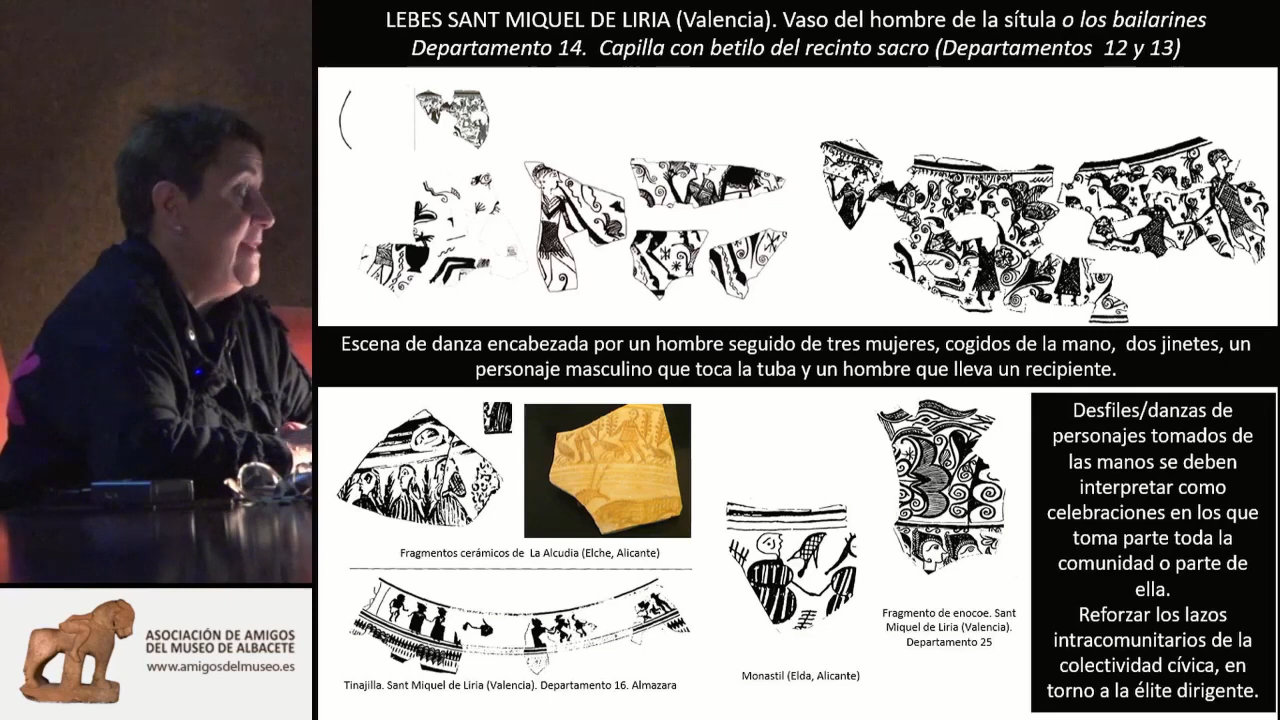 LEBES SANT MIQUEL DE LIRIA (Valencia). Vaso del hombre de la sítula o los bailarines
Departamento 14. Capilla con betilo del recinto sacro (Departamentos 12 y 13)
Escena de danza encabezada por un hombre seguido de tres mujeres, cogidos de la mano, dos jinetes, un
personaje masculino que toca la tuba y un hombre que lleva un recipiente.
Fragmentos cerámicos de La Alcudia (Elche, Alicante)
Tinajilla. Sant Miquel de Liria (Valencia). Departamento 16. Almazara
Monastil (Elda, Alicante)
Fragmento de enocoe. Sant
Miquel de Liria (Valencia).
Departamento 25
Desfiles/danzas de
personajes tomados de
las manos se deben
interpretar como
celebraciones en los que
toma parte toda la
comunidad o parte de
ella.
Reforzar los lazos
intracomunitarios de la
colectividad cívica, en
torno a la élite dirigente.
ASOCIACIÓN DE AMIGOS
DEL MUSEO DE ALBACETE
www.amigosdelmuseo.es